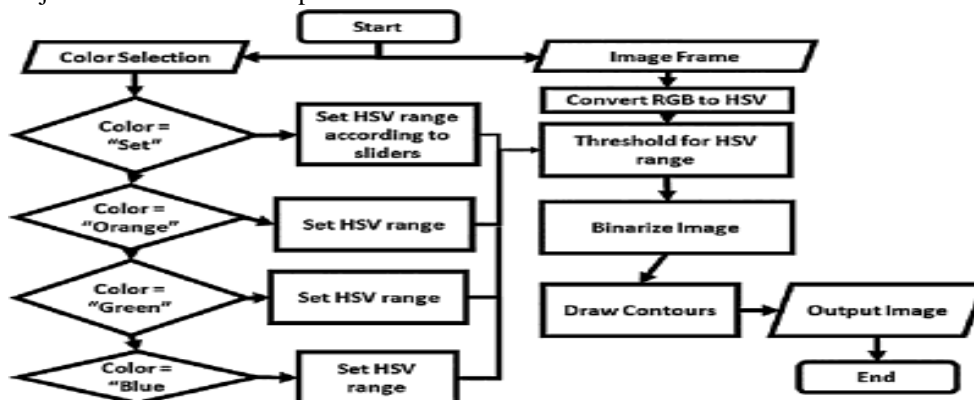 Start
Color Selection
Color =
"Set"
Set HSV range
according to
sliders
Color =
"Orange"
Set HSV range
Color =
"Green"
Set HSV range
Color =
"Blue
Set HSV
range
Image Frame
Convert RGB to HSV
Threshold for HSV
range
Binarize Image
Draw Contours
Output Image
End